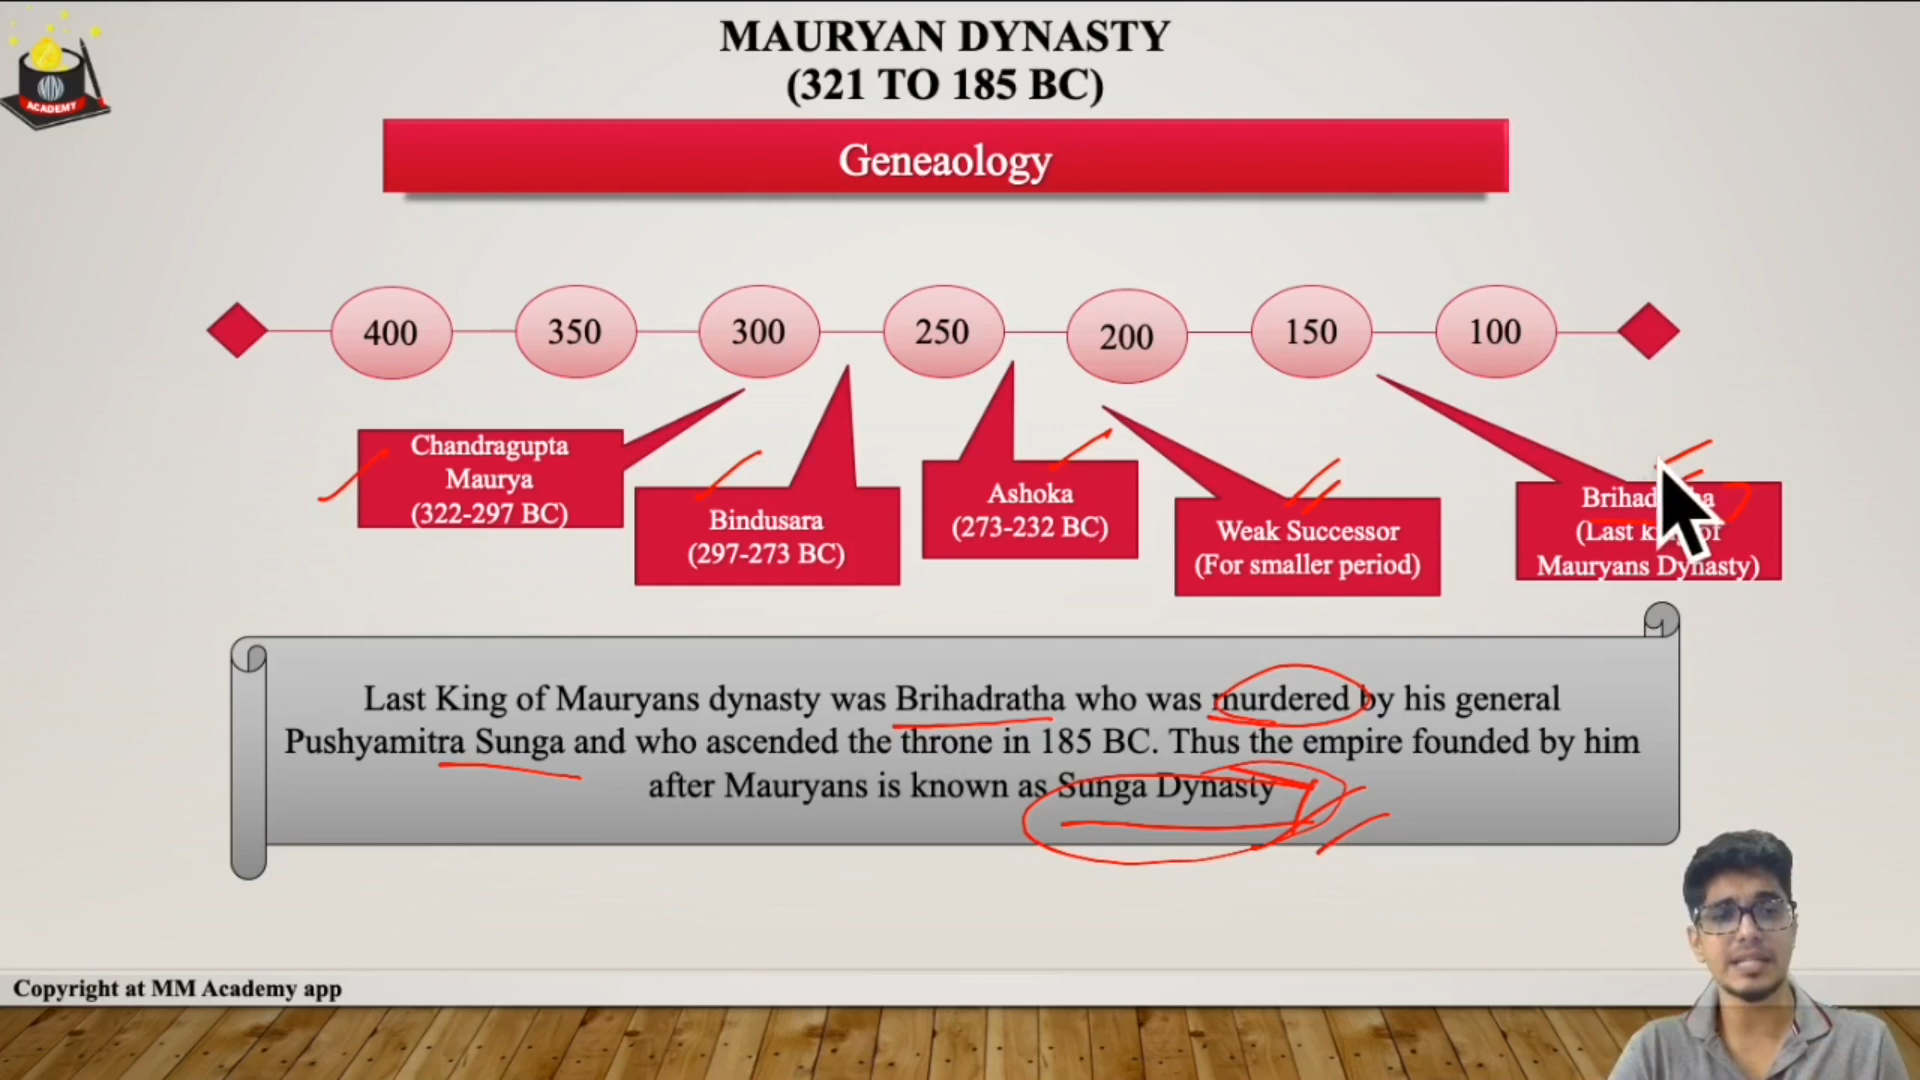 MAURYAN DYNASTY
(321 TO 185 BC)
ACADEMY
Geneaology
400
350
300
250
200
150
100
Chandragupta
Maurya
(322-297 BC)
Bindusara
(297-273 BC)
Ashoka
(273-232 BC)
Weak Successor
(For smaller period)
(Last of
Mauryans Dynasty)
Last King of Mauryans dynasty was Brihadratha who was murdered by his general
Pushyamitra Sunga and who ascended the throne in 185 BC. Thus the empire founded by him
after Mauryans is known as Sunga Dynasty
Copyright at MM Academy app